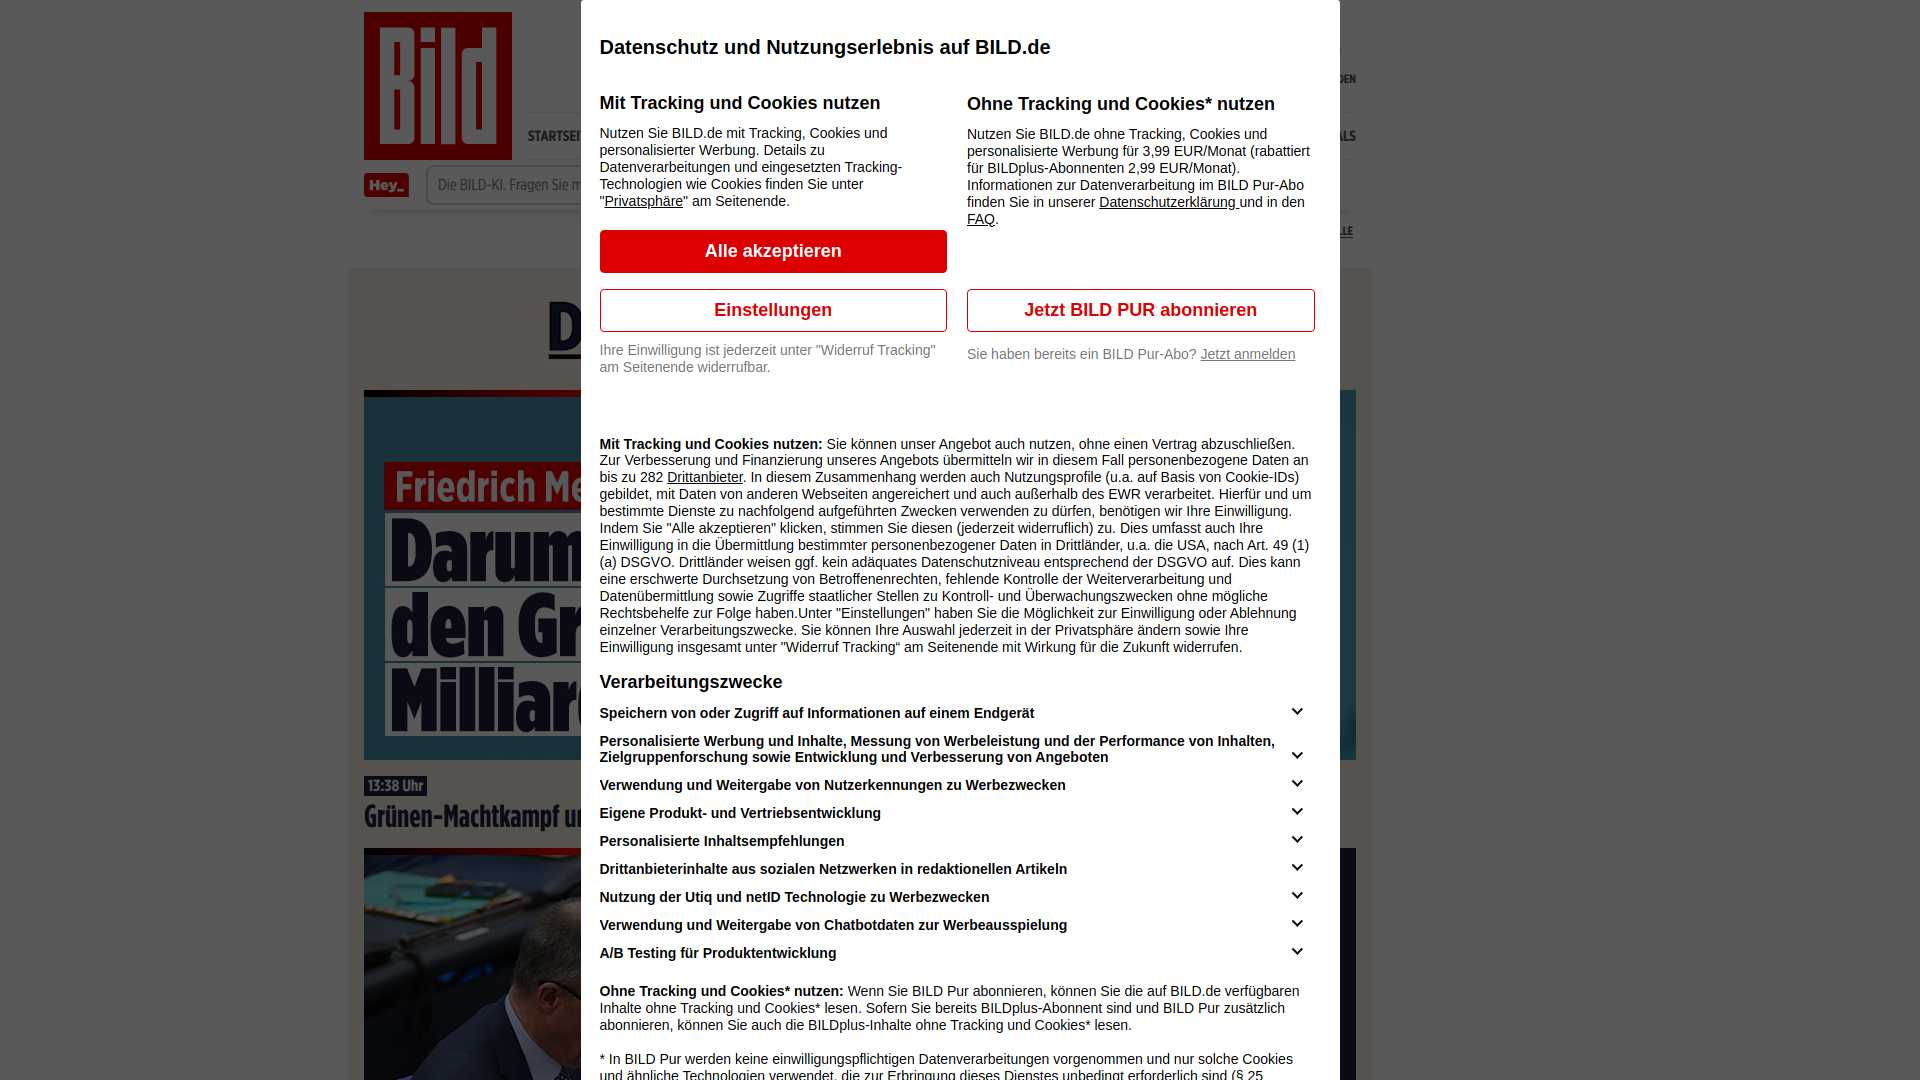 Bild
DEN
STARTSEI
ALS
Hey_
Die BILD-KI. Fragen Sie m
LLE
D
Friedrich Me
Darum
den Gr
Milliar
13:38 Uhr
Grünen-Machtkampf u
Datenschutz und Nutzungserlebnis auf BILD.de
Mit Tracking und Cookies nutzen
Nutzen Sie BILD.de mit Tracking, Cookies und
personalisierter Werbung. Details zu
Datenverarbeitungen und eingesetzten Tracking-
Technologien wie Cookies finden Sie unter
"Privatsphäre" am Seitenende.
Alle akzeptieren
Einstellungen
Ihre Einwilligung ist jederzeit unter "Widerruf Tracking"
am Seitenende widerrufbar.
Ohne Tracking und Cookies* nutzen
Nutzen Sie BILD.de ohne Tracking, Cookies und
personalisierte Werbung für 3,99 EUR/Monat (rabattiert
für BILDplus-Abonnenten 2,99 EUR/Monat).
Informationen zur Datenverarbeitung im BILD Pur-Abo
finden Sie in unserer Datenschutzerklärung und in den
FAQ.
Jetzt BILD PUR abonnieren
Sie haben bereits ein BILD Pur-Abo? Jetzt anmelden
Mit Tracking und Cookies nutzen: Sie können unser Angebot auch nutzen, ohne einen Vertrag abzuschließen.
Zur Verbesserung und Finanzierung unseres Angebots übermitteln wir in diesem Fall personenbezogene Daten an
bis zu 282 Drittanbieter. In diesem Zusammenhang werden auch Nutzungsprofile (u.a. auf Basis von Cookie-IDs)
gebildet, mit Daten von anderen Webseiten angereichert und auch außerhalb des EWR verarbeitet. Hierfür und um
bestimmte Dienste zu nachfolgend aufgeführten Zwecken verwenden zu dürfen, benötigen wir Ihre Einwilligung.
Indem Sie "Alle akzeptieren" klicken, stimmen Sie diesen (jederzeit widerruflich) zu. Dies umfasst auch Ihre
Einwilligung in die Übermittlung bestimmter personenbezogener Daten in Drittländer, u.a. die USA, nach Art. 49 (1)
(a) DSGVO. Drittländer weisen ggf. kein adäquates Datenschutzniveau entsprechend der DSGVO auf. Dies kann
eine erschwerte Durchsetzung von Betroffenenrechten, fehlende Kontrolle der Weiterverarbeitung und
Datenübermittlung sowie Zugriffe staatlicher Stellen zu Kontroll- und Überwachungszwecken ohne mögliche
Rechtsbehelfe zur Folge haben.Unter "Einstellungen" haben Sie die Möglichkeit zur Einwilligung oder Ablehnung
einzelner Verarbeitungszwecke. Sie können Ihre Auswahl jederzeit in der Privatsphäre ändern sowie Ihre
Einwilligung insgesamt unter "Widerruf Tracking“ am Seitenende mit Wirkung für die Zukunft widerrufen.
Verarbeitungszwecke
Speichern von oder Zugriff auf Informationen auf einem Endgerät
Personalisierte Werbung und Inhalte, Messung von Werbeleistung und der Performance von Inhalten,
Zielgruppenforschung sowie Entwicklung und Verbesserung von Angeboten
Verwendung und Weitergabe von Nutzerkennungen zu Werbezwecken
Eigene Produkt- und Vertriebsentwicklung
Personalisierte Inhaltsempfehlungen
Drittanbieterinhalte aus sozialen Netzwerken in redaktionellen Artikeln
Nutzung der Utiq und netID Technologie zu Werbezwecken
Verwendung und Weitergabe von Chatbotdaten zur Werbeausspielung
A/B Testing für Produktentwicklung
Ohne Tracking und Cookies* nutzen: Wenn Sie BILD Pur abonnieren, können Sie die auf BILD.de verfügbaren
Inhalte ohne Tracking und Cookies* lesen. Sofern Sie bereits BILDplus-Abonnent sind und BILD Pur zusätzlich
abonnieren, können Sie auch die BILDplus-Inhalte ohne Tracking und Cookies* lesen.
* In BILD Pur werden keine einwilligungspflichtigen Datenverarbeitungen vorgenommen und nur solche Cookies
und ähnliche Technologien verwendet, die zur Erbringung dieses Dienstes unbedingt erforderlich sind (§ 25